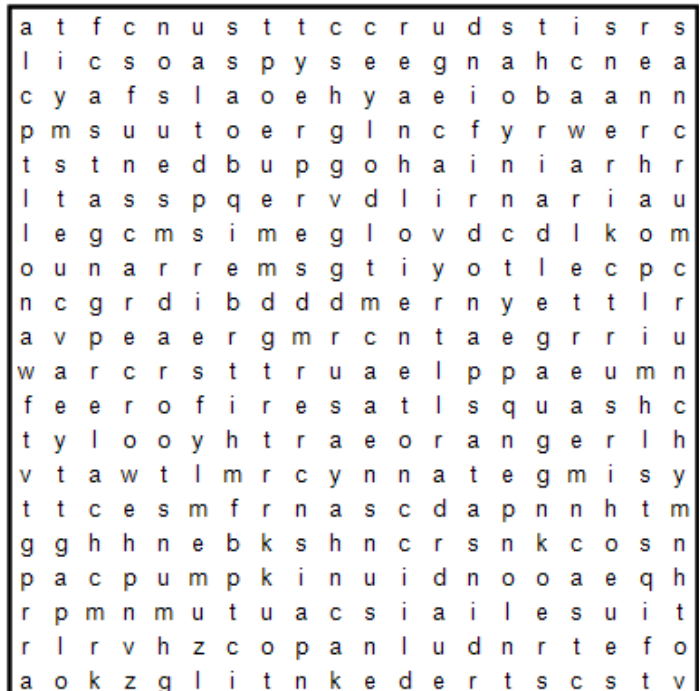 a t f c n u s t t c c r u d s t i s r s
l i c s o a s p y s e e g n a h c n e a
c y a f s l a o e h y a e i o b a a n n
p m s u u t o e r g l n c f y r w e r c
t s t n e d b u p g o h a i n i a r h r
l t a s s p q e r v d l i r n a r i a u
l e g c m s i m e g l o v d c d l k o m
o u n a r r e m s g t i y o t l e c p c
n c g r d i b d d d m e r n y e t t l r
a v p e a e r g m r c n t a e g r r i u
w a r c r s t t r u a e l p p a e u m n
f e e r o f i r e s a t l s q u a s h c
t y l o o y h t r a e o r a n g e r l h
v t a w t l m r c y n n a t e g m i s y
t t c e s m f r n a s c d a p n n h t m
g g h h n e b k s h n c r s n k c o s n
p a c p u m p k i n u i d n o o a e q h
r p m n m u t u a c s i a i l e s u i t
r l r v h z c o p a n l u d n r t e f o
a o k z g l i t n k e d e r t s c s t v